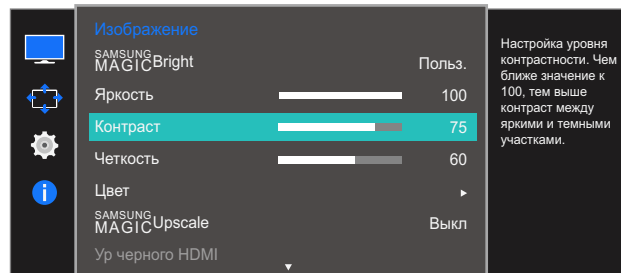 Изображение
SAMSUNG
MAGICBright Польз.
Яркость 100
Контраст 75
Четкость 60
Цвет
SAMSUNG
MAGICUpscale Выкл
Ур черного HDMI
Настройка уровня
контрастности. Чем
ближе значение к
100, тем выше
контраст между
яркими и темными
участками.